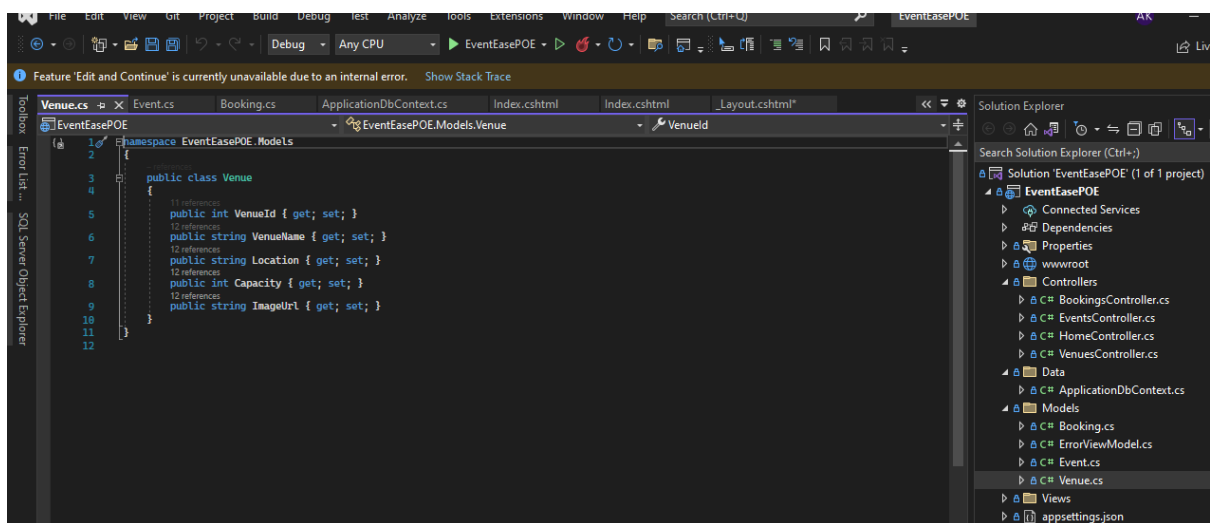 File Edit View Git Project Build Debug Test Analyze Tools Extensions Window Help Search (Ctrl+Q) EventEasePOE AK
Debug Any CPU EventEasePOE Liv
Feature 'Edit and Continue' is currently unavailable due to an internal error. Show Stack Trace
Toolbox
Error List...
SQL Server Object Explorer
Venue.cs Event.cs Booking.cs ApplicationDbContext.cs Index.cshtml Index.cshtml _Layout.cshtml*
EventEasePOE EventEasePOE.Models.Venue VenueId
1 namespace EventEasePOE.Models
2 {
references
3 public class Venue
4 {
11 references
5 public int VenueId { get; set; }
12 references
6 public string VenueName { get; set; }
12 references
7 public string Location { get; set; }
12 references
8 public int Capacity { get; set; }
12 references
9 public string ImageUrl { get; set; }
10 }
11 }
12
Solution Explorer
Search Solution Explorer (Ctrl+;)
Solution 'EventEasePOE' (1 of 1 project)
EventEasePOE
Connected Services
Dependencies
Properties
wwwroot
Controllers
C# BookingsController.cs
C# EventsController.cs
C# HomeController.cs
C# VenuesController.cs
Data
C# ApplicationDbContext.cs
Models
C# Booking.cs
C# ErrorViewModel.cs
C# Event.cs
C# Venue.cs
Views
appsettings.json